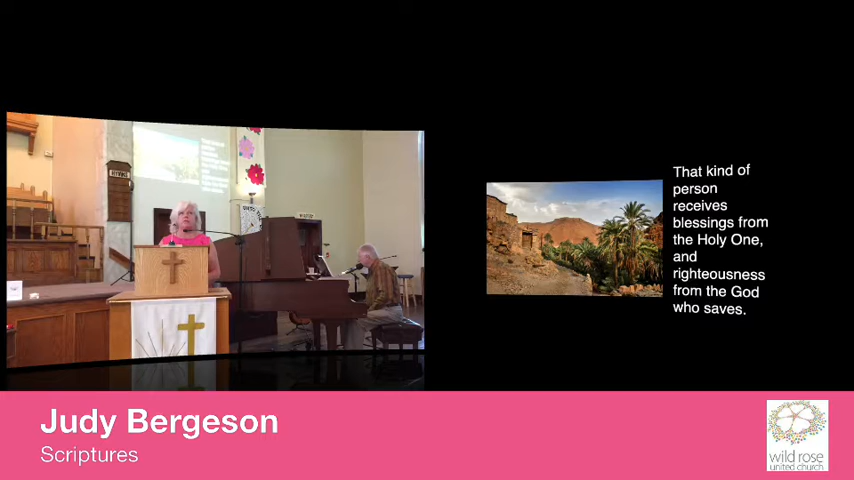 That kind of
person
receives
blessings from
the Holy One,
and
righteousness
from the God
who saves.
Judy Bergeson
Scriptures
wild rose
united church